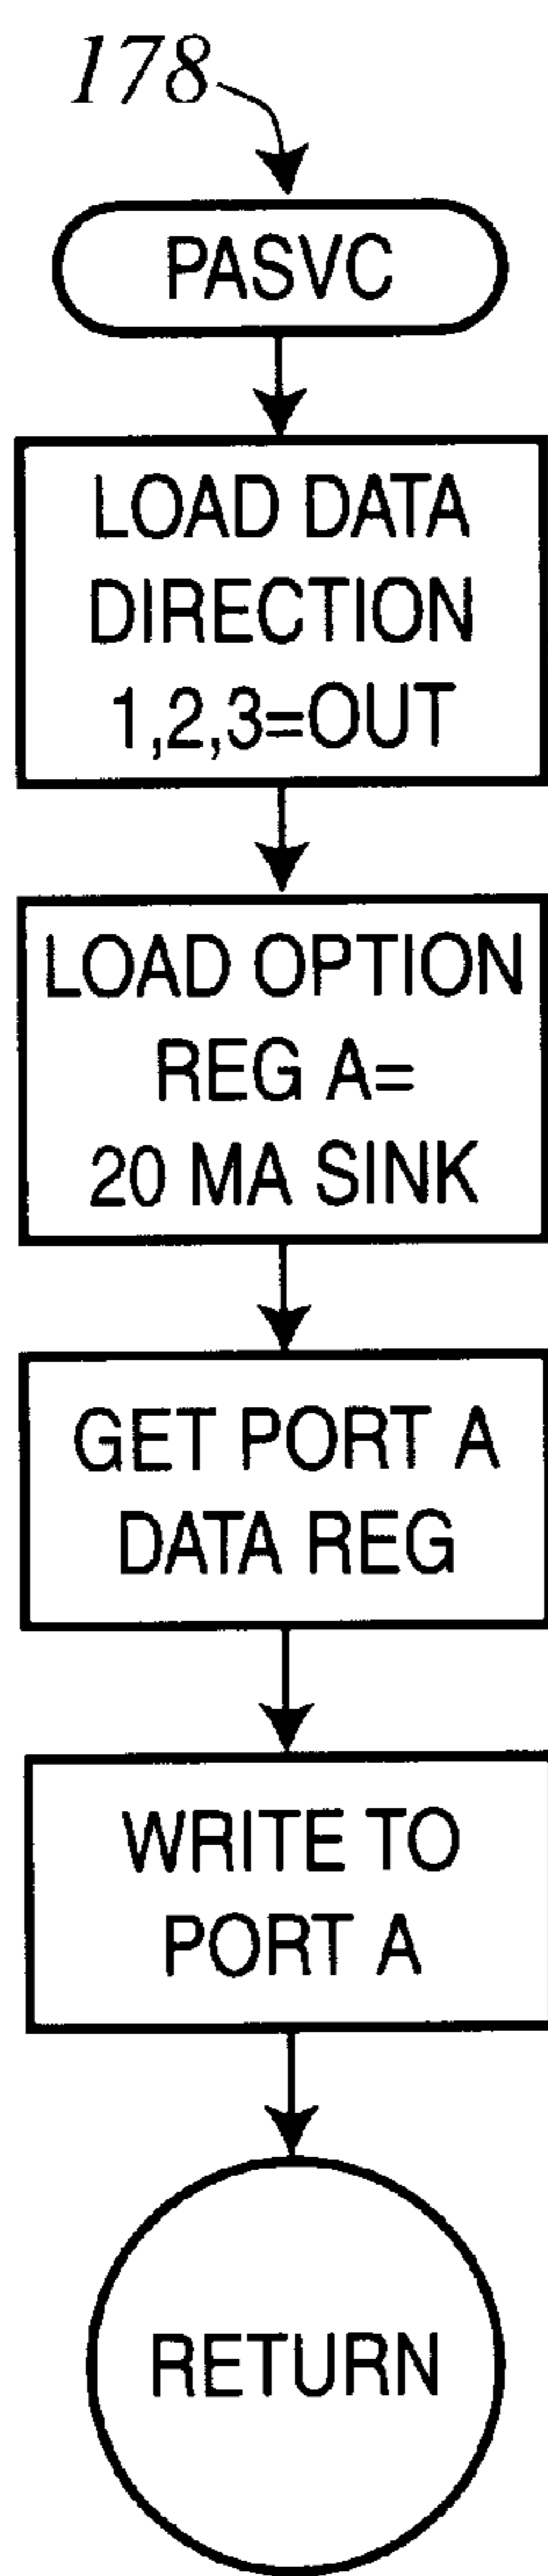 178
PASVC
LOAD DATA
DIRECTION
1,2,3=OUT
LOAD OPTION
REG A=
20 MA SINK
GET PORT A
DATA REG
WRITE TO
PORT A
RETURN